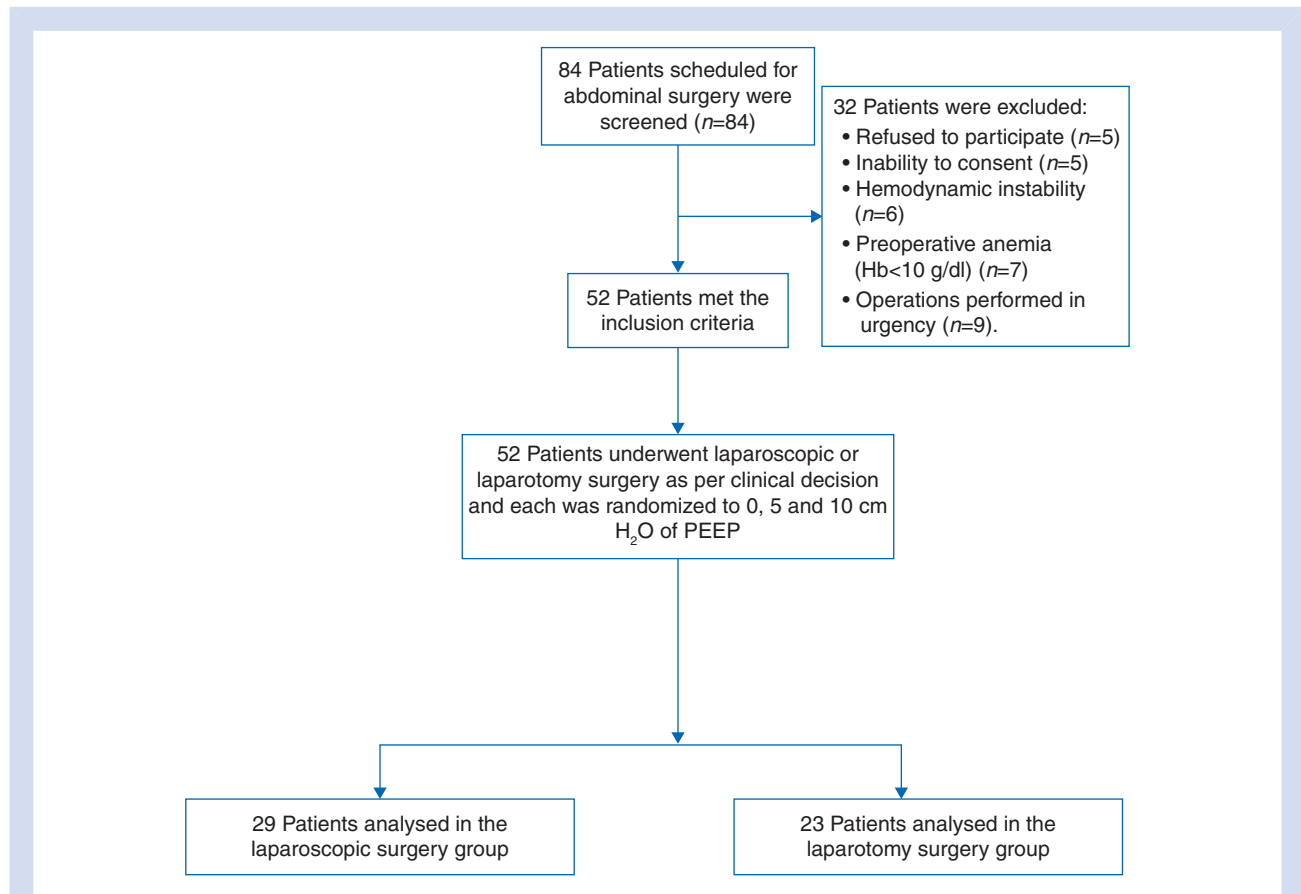 84 Patients scheduled for
abdominal surgery were
screened (n=84)
32 Patients were excluded:
• Refused to participate (n=5)
• Inability to consent (n=5)
• Hemodynamic instability
(n=6)
• Preoperative anemia
(Hb<10 g/dl) (n=7)
• Operations performed in
urgency (n=9).
52 Patients met the
inclusion criteria
52 Patients underwent laparoscopic or
laparotomy surgery as per clinical decision
and each was randomized to 0, 5 and 10 cm
H₂O of PEEP
29 Patients analysed in the
laparoscopic surgery group
23 Patients analysed in the
laparotomy surgery group